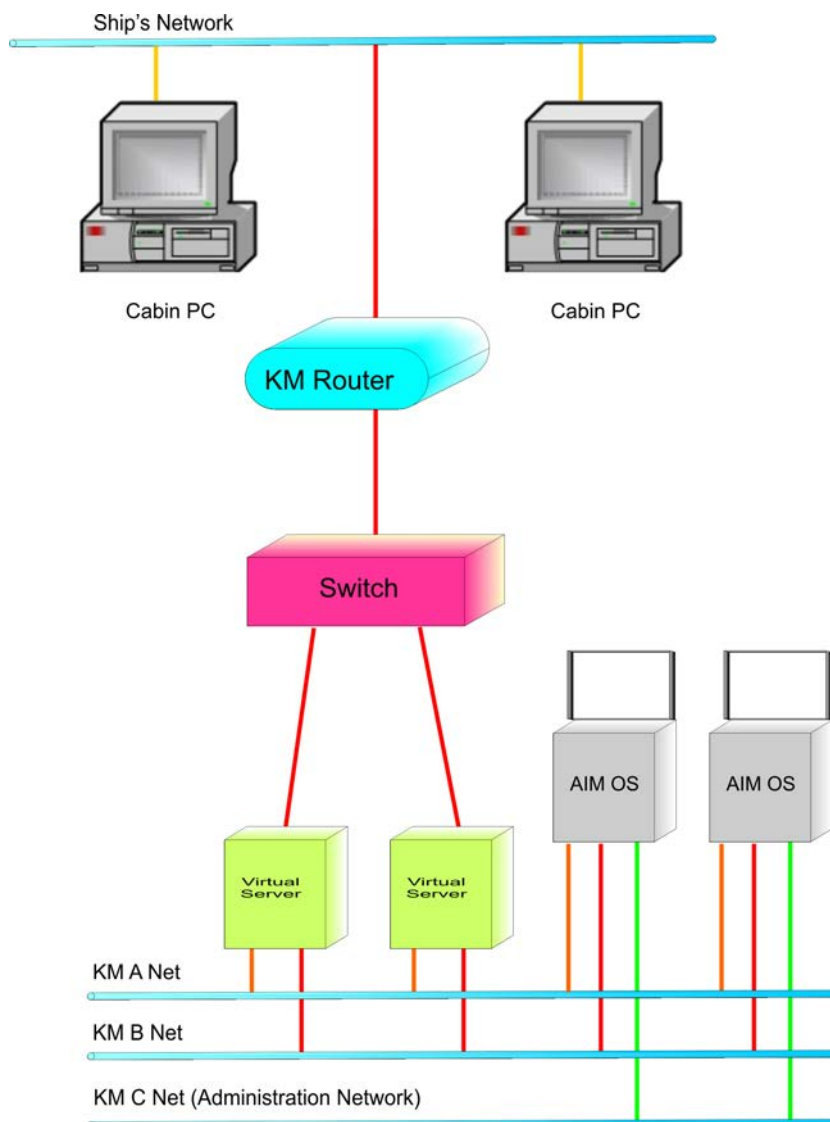 Ship's Network
Cabin PC
Cabin PC
KM Router
Switch
AIM OS
AIM OS
Virtual
Server
Virtual
Server
KM A Net
KM B Net
KM C Net (Administration Network)